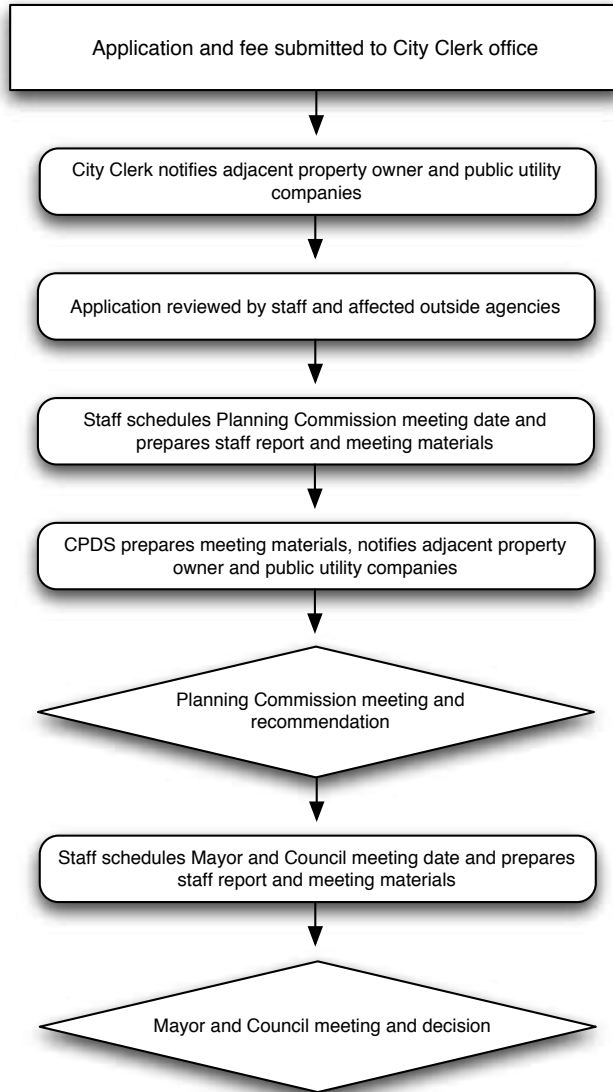 Application and fee submitted to City Clerk office
City Clerk notifies adjacent property owner and public utility
companies
Application reviewed by staff and affected outside agencies
Staff schedules Planning Commission meeting date and
prepares staff report and meeting materials
CPDS prepares meeting materials, notifies adjacent property
owner and public utility companies
Planning Commission meeting and
recommendation
Staff schedules Mayor and Council meeting date and prepares
staff report and meeting materials
Mayor and Council meeting and decision